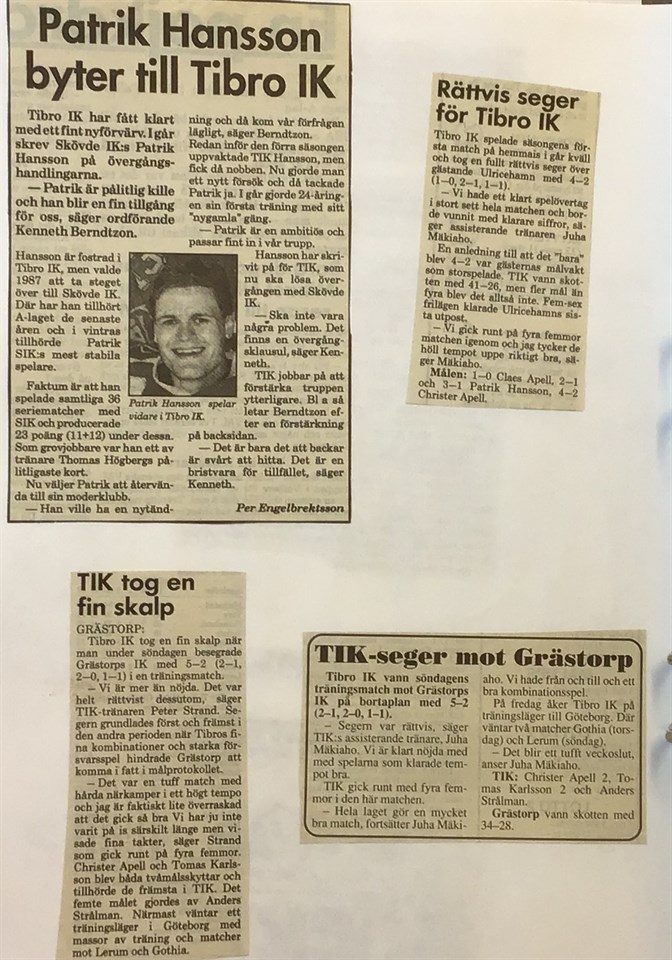 Patrik Hansson
byter till Tibro IK
Tibro IK har fått klart
med ett fint nyförvärv. I går
skrev Skövde IK:s Patrik
Hansson på övergångs-
handlingarna.
— Patrik är pålitlig kille
och han blir en fin tillgång
för oss, säger ordförande
Kenneth Berndtzon.
Hansson är fostrad i
Tibro IK, men valde
1987 att ta steget
över till Skövde IK.
Där har han tillhört
A-laget de senaste
åren och i vintras
tillhörde Patrik
SIK:s mest stabila
spelare.
Faktum är att han
spelade samtliga 36
seriematcher med
SIK och producerade
23 poäng (11+12) under dessa.
Som grovjobbare var han ett av
tränare Thomas Högbergs på-
litligaste kort.
Nu väljer Patrik att återvän-
da till sin moderklubb.
— Han ville ha en nytänd-
ning och då kom vår förfrågan
lägligt, säger Berndtzon.
Redan inför den förra säsongen
uppvaktade TIK Hansson, men
fick då nobben. Nu gjorde man
ett nytt försök och då tackade
Patrik ja. I går gjorde 24-åring-
en sin första träning med sitt
"nygamla" gäng.
— Patrik är en ambitiös och
passar fint in i vår trupp.
Hansson har skri-
vit på för TIK, som
nu ska lösa över-
gången med Skövde
IK.
— Ska inte vara
några problem. Det
finns en övergång-
sklausul, säger Ken-
neth.
TIK jobbar på att
förstärka truppen
ytterligare. Bl a så
letar Berndtzon ef-
ter en förstärkning
på backsidan.
— Det är bara det att backar
är svårt att hitta. Det är en
bristvara för tillfället, säger
Kenneth.
Per Engelbrektsson
Patrik Hansson spelar
vidare i Tibro IK.
Rättvis seger
för Tibro IK
Tibro IK spelade säsongens för-
sta match på hemmais i går kväll
och tog en fullt rättvis seger över
gästande Ulricehamn med 4—2
(1—0, 2—1, 1—1).
— Vi hade ett klart spelövertag
i stort sett hela matchen och bor-
de vunnit med klarare siffror, sä-
ger assisterande tränaren Juha
Mäkiaho.
En anledning till att det "bara"
blev 4—2 var gästernas målvakt
som storspelade. TIK vann skot-
ten med 41—26, men fler mål än
fyra blev det alltså inte. Fem-sex
frilägen klarade Ulricehamns sis-
ta utpost.
— Vi gick runt på fyra femmor
matchen igenom och jag tycker de
höll tempot uppe riktigt bra, sä-
ger Mäkiaho.
Målen: 1—0 Claes Apell, 2—1
och 3—1 Patrik Hansson, 4—2
Christer Apell.
TIK tog en
fin skalp
GRÄSTORP:
Tibro IK tog en fin skalp när
man under söndagen besegrade
Grästorps IK med 5—2 (2—1,
2—0, 1—1) i en träningsmatch.
— Vi är mer än nöjda. Det var
helt rättvist dessutom, säger
TIK-tränaren Peter Strand. Se-
gern grundlades först och främst i
den andra perioden när Tibros fi-
na kombinationer och starka för-
svarsspel hindrade Grästorp att
komma i fatt i målprotokollet.
— Det var en tuff match med
hårda närkamper i ett högt tempo
och jag är faktiskt lite överraskad
att det gick så bra Vi har ju inte
varit på is särskilt länge men vi-
sade fina takter, säger Strand
som gick runt på fyra femmor.
Christer Apell och Tomas Karls-
son blev båda tvåmålsskyttar och
tillhörde de främsta i TIK. Det
femte målet gjordes av Anders
Strålman. Närmast väntar ett
träningsläger i Göteborg med
massor av träning och matcher
mot Lerum och Gothia.
TIK-seger mot Grästorp
Tibro IK vann söndagens
träningsmatch mot Grästorps
IK på bortaplan med 5—2
(2—1, 2—0, 1—1).
— Segern var rättvis, säger
TIK:s assisterande tränare, Juha
Mäkiaho. Vi är klart nöjda med
med spelarna som klarade tem-
pot bra.
TIK gick runt med fyra fem-
mor i den här matchen.
— Hela laget gör en mycket
bra match, fortsätter Juha Mäki-
aho. Vi hade från och till och ett
bra kombinationsspel.
På fredag åker Tibro IK på
träningsläger till Göteborg. Där
väntar två matcher Gothia (tors-
dag) och Lerum (söndag).
— Det blir ett tufft veckoslut,
anser Juha Mäkiaho.
TIK: Christer Apell 2, To-
mas Karlsson 2 och Anders
Strålman.
Grästorp vann skotten med
34—28.